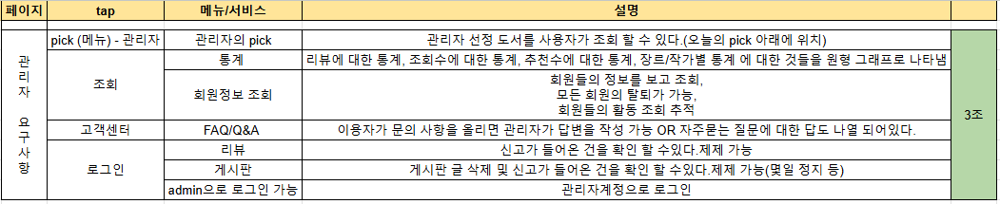 페이지 tap 메뉴/서비스 설명
관리자 요구사항
pick (메뉴) - 관리자 관리자의 pick 관리자 선정 도서를 사용자가 조회 할 수 있다.(오늘의 pick 아래에 위치)
조회
통계 리뷰에 대한 통계, 조회수에 대한 통계, 추천수에 대한 통계, 장르/작가별 통계 에 대한 것들을 원형 그래프로 나타냄
회원정보 조회
회원들의 정보를 보고 조회,
모든 회원의 탈퇴가 가능,
회원들의 활동 조회 추적
고객센터 FAQ/Q&A 이용자가 문의 사항을 올리면 관리자가 답변을 작성 가능 OR 자주묻는 질문에 대한 답도 나열 되어있다.
로그인
리뷰 신고가 들어온 건을 확인 할 수있다.제제 가능
게시판 게시판 글 삭제 및 신고가 들어온 건을 확인 할 수있다.제제 가능(몇일 정지 등)
admin으로 로그인 가능 관리자계정으로 로그인
3조